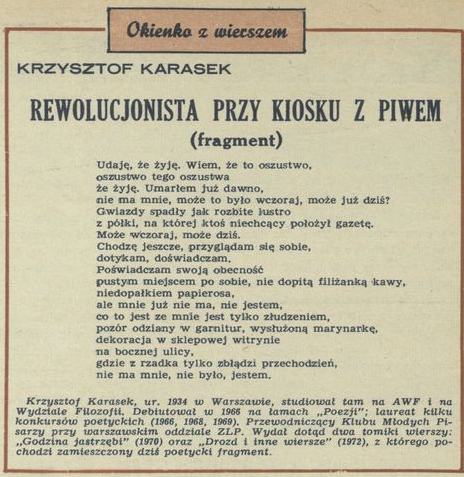 Okienko z wierszem
KRZYSZTOF KARASEK
REWOLUCJONISTA PRZY KIOSKU Z PIWEM
(fragment)
Udaję, że żyję. Wiem, że to oszustwo,
oszustwo tego oszustwa
że żyję. Umarłem już dawno,
nie ma mnie, może to było wczoraj, może już dziś?
Gwiazdy spadły jak rozbite lustro
z półki, na której ktoś niechcący położył gazetę.
Może wczoraj, może dziś.
Chodzę jeszcze, przyglądam się sobie,
dotykam, doświadczam.
Poświadczam swoją obecność
pustym miejscem po sobie, nie dopitą filiżanką kawy,
niedopałkiem papierosa,
ale mnie już nie ma, nie jestem,
co to jest ze mnie jest tylko złudzeniem,
pozór odziany w garnitur, wysłużoną marynarkę,
dekoracja w sklepowej witrynie
na bocznej ulicy,
gdzie z rzadka tylko zbłądzi przechodzień,
nie ma mnie, nie było, jestem.
Krzysztof Karasek, ur. 1934 w Warszawie, studiował tam na AWF i na
Wydziale Filozofii. Debiutował w 1966 na łamach „Poezji”; laureat kilku
konkursów poetyckich (1966, 1968, 1969). Przewodniczący Klubu Młodych Pi-
sarzy przy warszawskim oddziale ZLP. Wydał dotąd dwa tomiki wierszy:
„Godzina jastrzębi” (1970) oraz „Drozd i inne wiersze” (1972), z którego po-
chodzi zamieszczony dziś poetycki fragment.